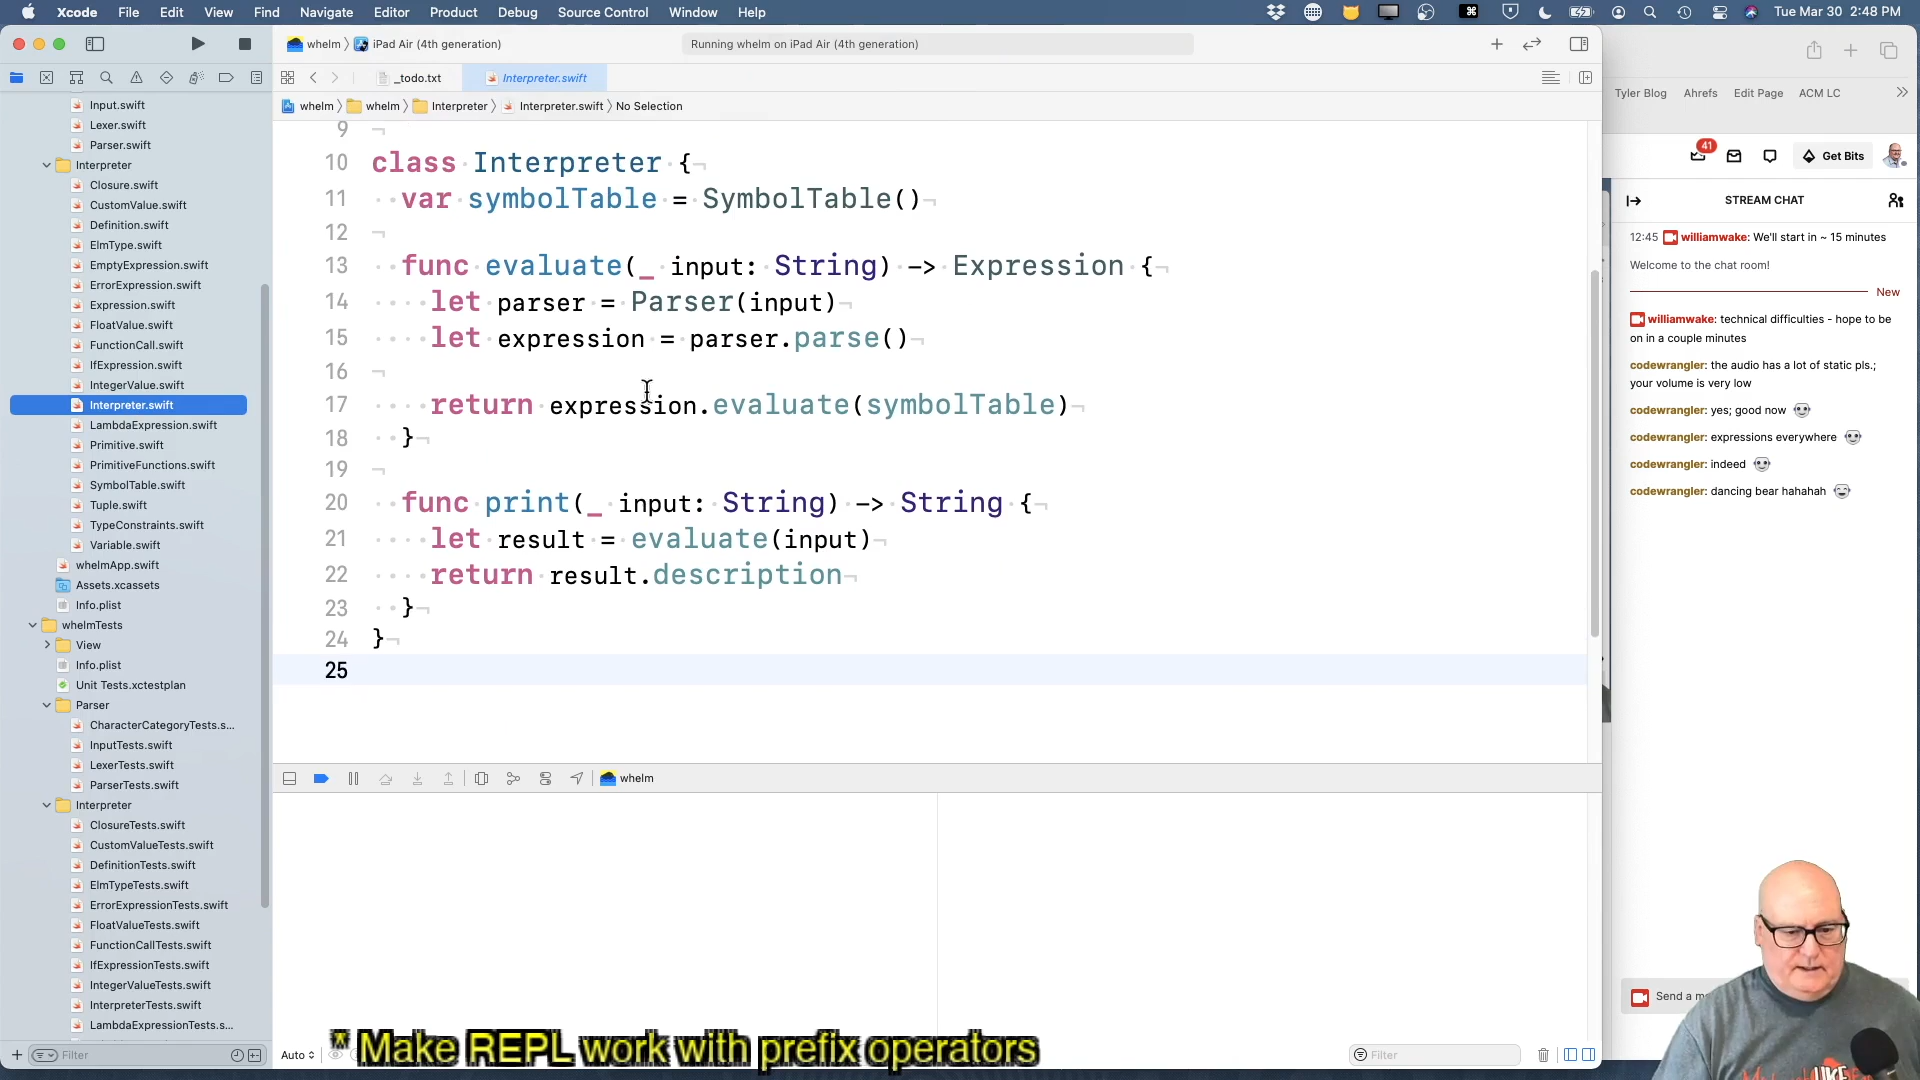 Xcode File Edit View Find Navigate Editor Product Debug Source Control Window Help
Tue Mar 30 2:48 PM
whelm iPad Air (4th generation)
Running whelm on iPad Air (4th generation)
_todo.txt Interpreter.swift
whelm whelm Interpreter Interpreter.swift No Selection
Input.swift
Lexer.swift
Parser.swift
Interpreter
Closure.swift
CustomValue.swift
Definition.swift
ElmType.swift
EmptyExpression.swift
ErrorExpression.swift
Expression.swift
FloatValue.swift
FunctionCall.swift
IfExpression.swift
IntegerValue.swift
Interpreter.swift
LambdaExpression.swift
Primitive.swift
PrimitiveFunctions.swift
SymbolTable.swift
Tuple.swift
TypeConstraints.swift
Variable.swift
whelmApp.swift
Assets.xcassets
Info.plist
whelmTests
View
Info.plist
Unit Tests.xctestplan
Parser
CharacterCategoryTests.s...
InputTests.swift
LexerTests.swift
ParserTests.swift
Interpreter
ClosureTests.swift
CustomValueTests.swift
DefinitionTests.swift
ElmTypeTests.swift
ErrorExpressionTests.swift
FloatValueTests.swift
FunctionCallTests.swift
IfExpressionTests.swift
IntegerValueTests.swift
InterpreterTests.swift
LambdaExpressionTests.s...
Filter
9
10 class Interpreter {
11 var symbolTable = SymbolTable()
12
13 func evaluate(_ input: String) -> Expression {
14 let parser = Parser(input)
15 let expression = parser.parse()
16
17 return expression.evaluate(symbolTable)
18 }
19
20 func print(_ input: String) -> String {
21 let result = evaluate(input)
22 return result.description
23 }
24 }
25
whelm
Auto
Filter
* Make REPL work with prefix operators
Tyler Blog Ahrefs Edit Page ACM LC
41
Get Bits
STREAM CHAT
12:45 williamwake: We'll start in ~ 15 minutes
Welcome to the chat room!
New
williamwake: technical difficulties - hope to
be on in a couple minutes
codewrangler: the audio has a lot of static pls.;
your volume is very low
codewrangler: yes; good now
codewrangler: expressions everywhere
codewrangler: indeed
codewrangler: dancing bear hahahah
Send a